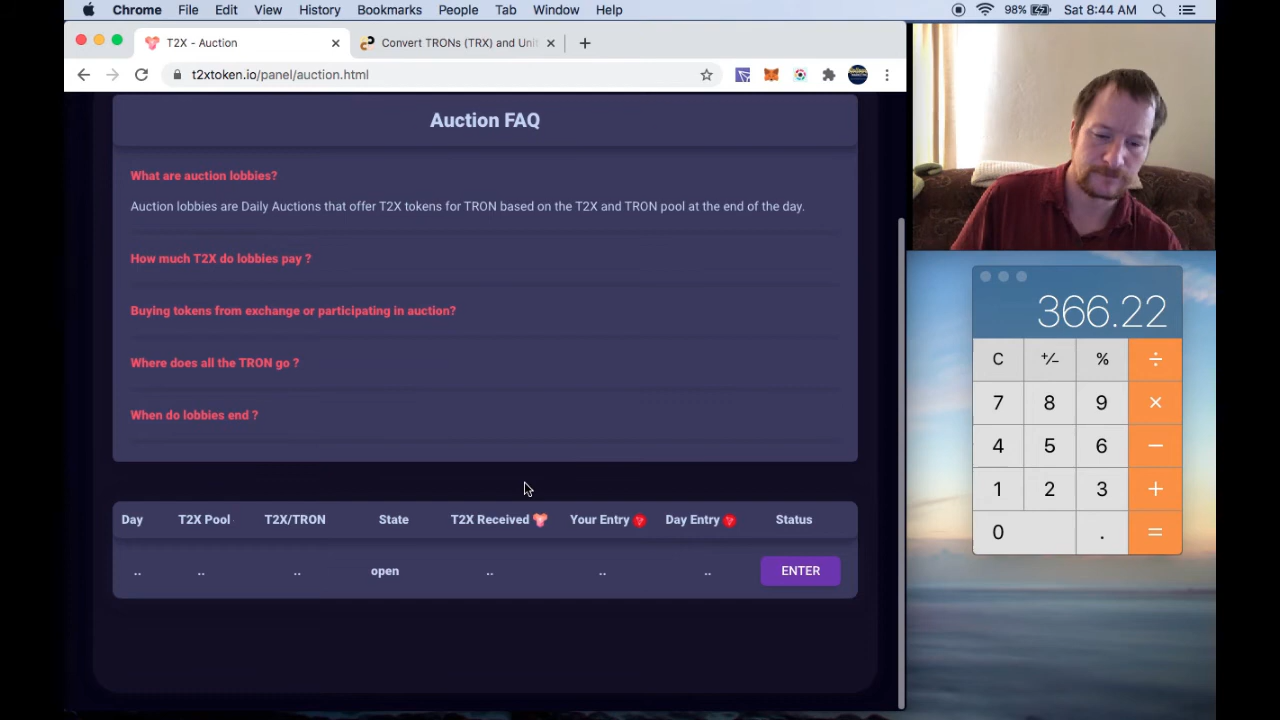 Chrome File Edit View History Bookmarks People Tab Window Help 98% Sat 8:44 AM
T2X - Auction Convert TRONs (TRX) and Unit
t2xtoken.io/panel/auction.html
Auction FAQ
What are auction lobbies?
Auction lobbies are Daily Auctions that offer T2X tokens for TRON based on the T2X and TRON pool at the end of the day.
How much T2X do lobbies pay ?
Buying tokens from exchange or participating in auction?
Where does all the TRON go ?
When do lobbies end ?
Day T2X Pool T2X/TRON State T2X Received Your Entry Day Entry Status
.. .. .. open .. .. .. ENTER
366.22
C +/- % ÷
7 8 9 ×
4 5 6 −
1 2 3 +
0 . =